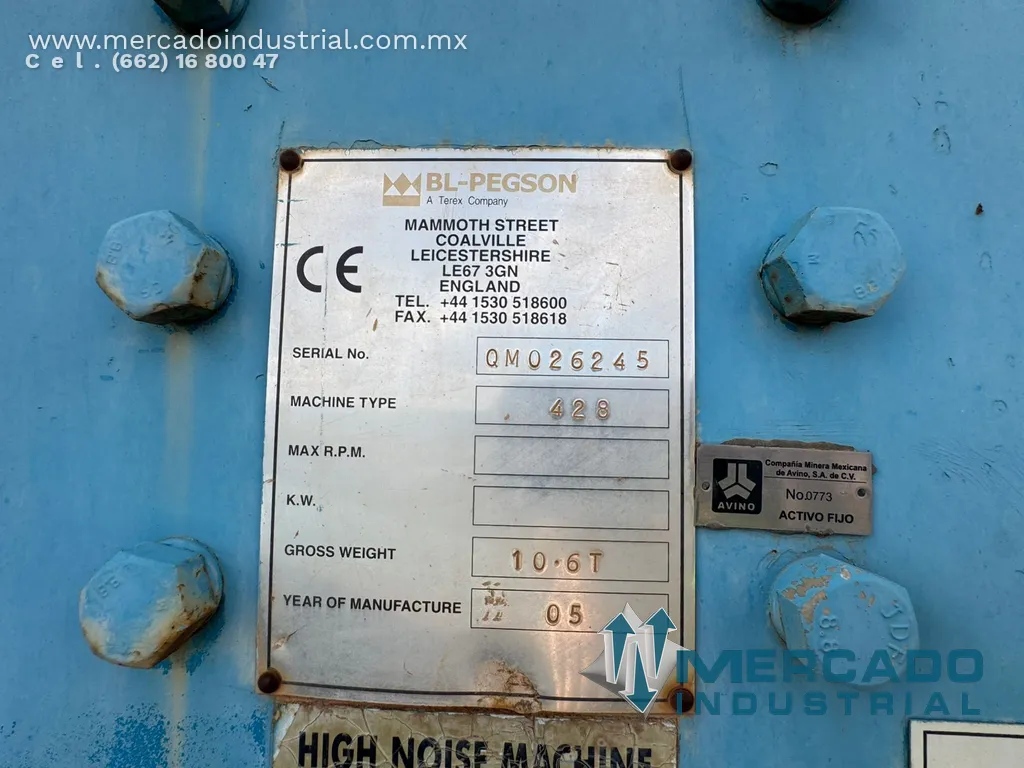 www.mercadoindustrial.com.mx
Cel. (662) 16 800 47
BL-PEGSON
A Terex Company
MAMMOTH STREET
COALVILLE
LEICESTERSHIRE
LE67 3GN
ENGLAND
TEL. +44 1530 518600
FAX. +44 1530 518618
CE
SERIAL No. QM026245
MACHINE TYPE 428
MAX R.P.M.
K.W.
GROSS WEIGHT 10.6T
YEAR OF MANUFACTURE 05
Compañia Minera Mexicana
de Avino, S.A. de C.V.
AVINO
No.0773
ACTIVO FIJO
8.8
MERCADO
INDUSTRIAL
HIGH NOISE MACHINE